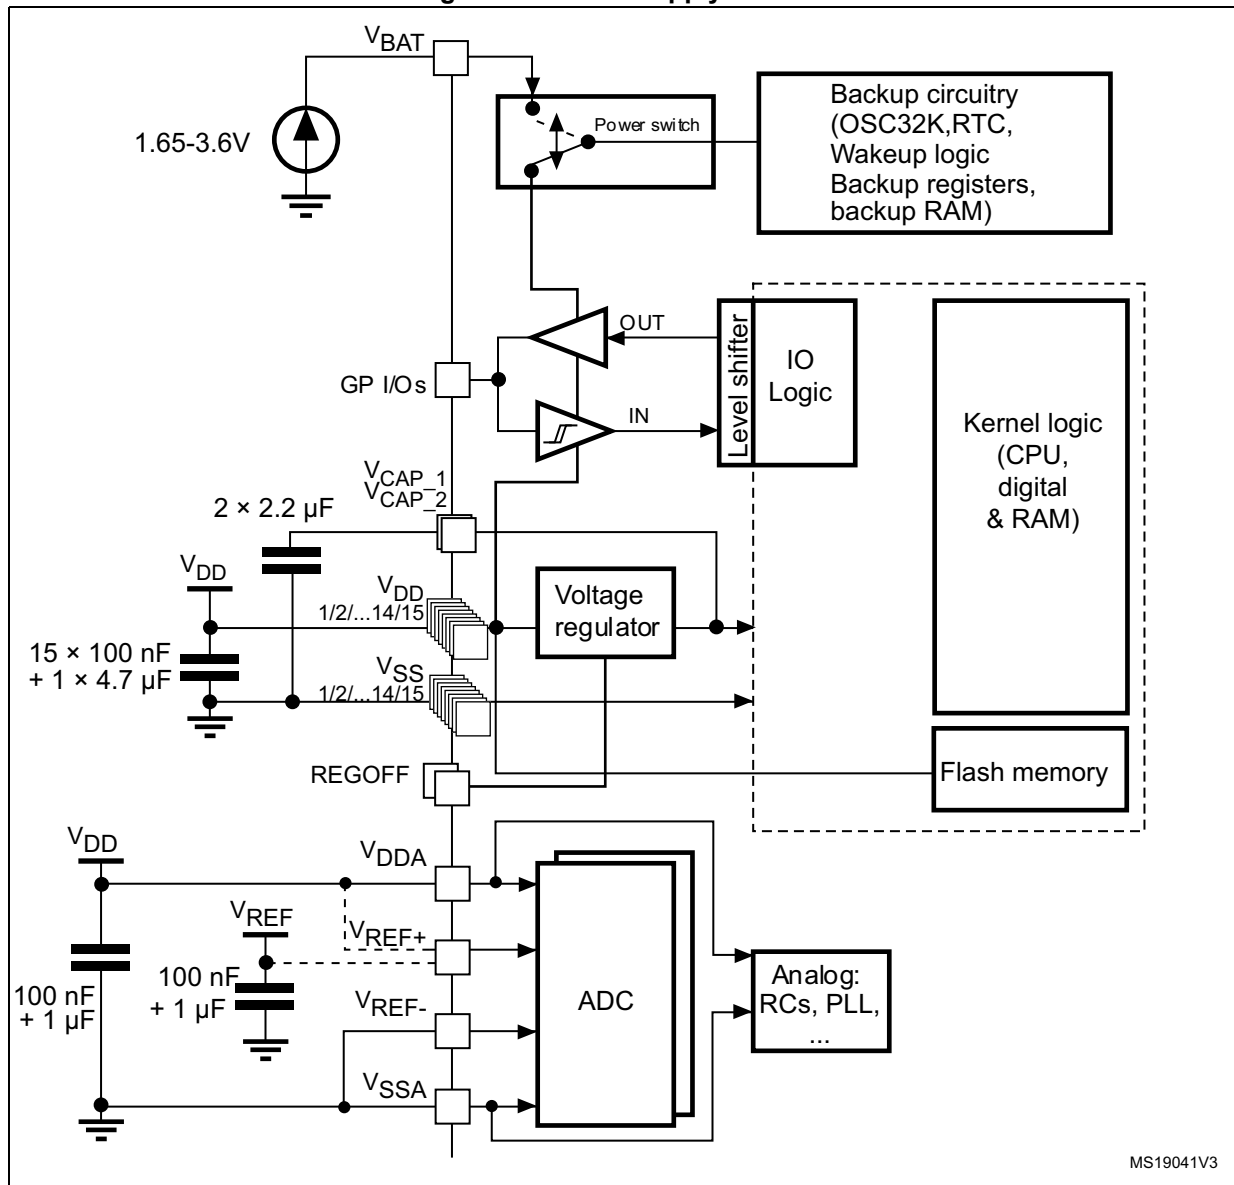 VBAT
1.65-3.6V
Power switch
Backup circuitry
(OSC32K,RTC,
Wakeup logic
Backup registers,
backup RAM)
OUT
Level shifter
IO
Logic
GP I/Os
IN
Kernel logic
(CPU,
digital
& RAM)
VCAP_1
VCAP_2
2 × 2.2 µF
VDD
VDD
1/2/...14/15
Voltage
regulator
15 × 100 nF
+ 1 × 4.7 µF
VSS
1/2/...14/15
REGOFF
Flash memory
VDD
VDDA
VREF
VREF+
100 nF
+ 1 µF
100 nF
+ 1 µF
VREF-
ADC
Analog:
RCs, PLL,
...
VSSA
MS19041V3